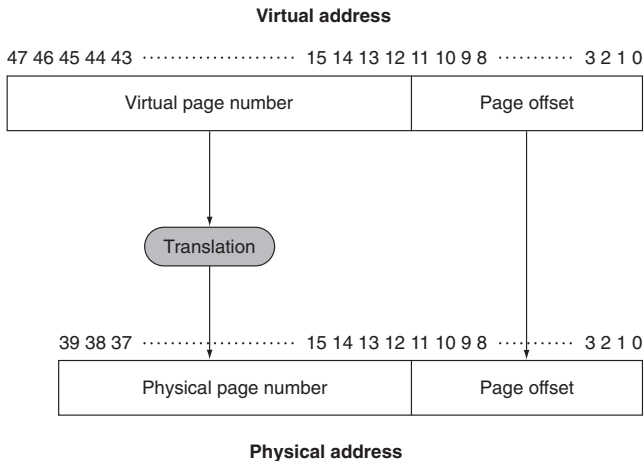 Virtual address
47 46 45 44 43 ······················ 15 14 13 12 11 10 9 8 ··········· 3 2 1 0
Virtual page number Page offset
Translation
39 38 37 ······················ 15 14 13 12 11 10 9 8 ··········· 3 2 1 0
Physical page number Page offset
Physical address